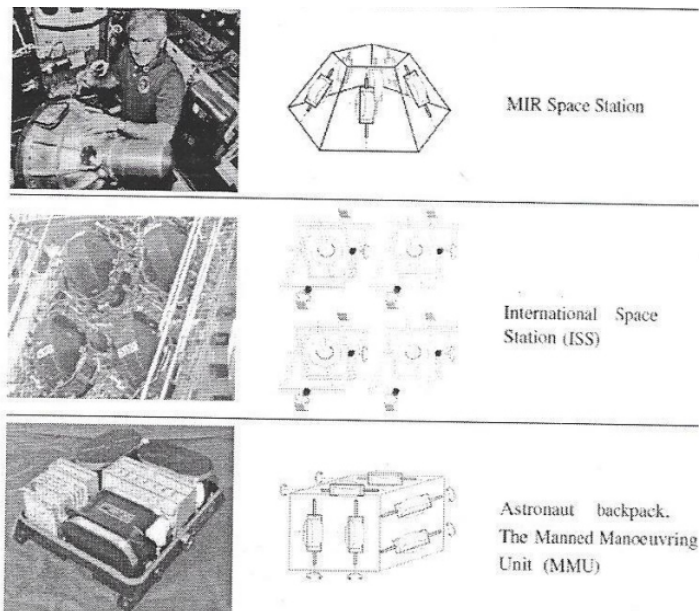 MIR Space Station
International Space
Station (ISS)
Astronaut backpack.
The Manned Manoeuvring
Unit (MMU)